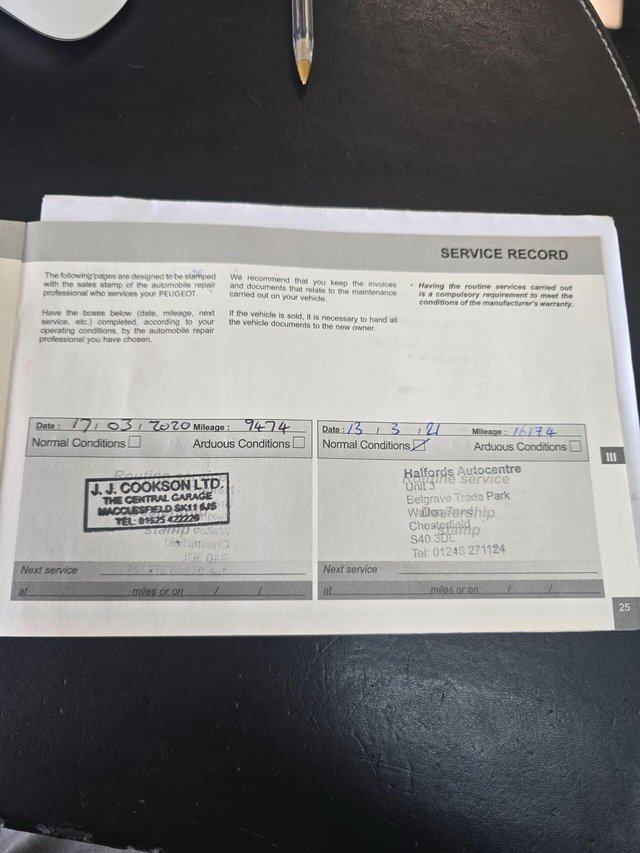 SERVICE RECORD
The following pages are designed to be stamped
with the sales stamp of the automobile repair
professional who services your PEUGEOT.
Have the boxes below (date, mileage, next
service, etc.) completed, according to your
operating conditions, by the automobile repair
professional you have chosen.
We recommend that you keep the invoices
and documents that relate to the maintenance
carried out on your vehicle.
If the vehicle is sold, it is necessary to hand all
the vehicle documents to the new owner.
• Having the routine services carried out
is a compulsory requirement to meet the
conditions of the manufacturer's warranty.
Date : 17 / 03 / 2020 Mileage : 9474
Normal Conditions Arduous Conditions
Routine service
J. J. COOKSON LTD.
THE CENTRAL GARAGE
MACCLESFIELD SK11 6JS
TEL: 01625 422226
stamp
Next service
at miles or on / /
Date : 13 / 3 / 21 Mileage : 16174
Normal Conditions Arduous Conditions
Halfords Autocentre
Routine service
Unit 3
Belgrave Trade Park
Dealership
Chesterfield
stamp
S40 3DL
Tel: 01246 271124
Next service
at miles or on / /
III
25